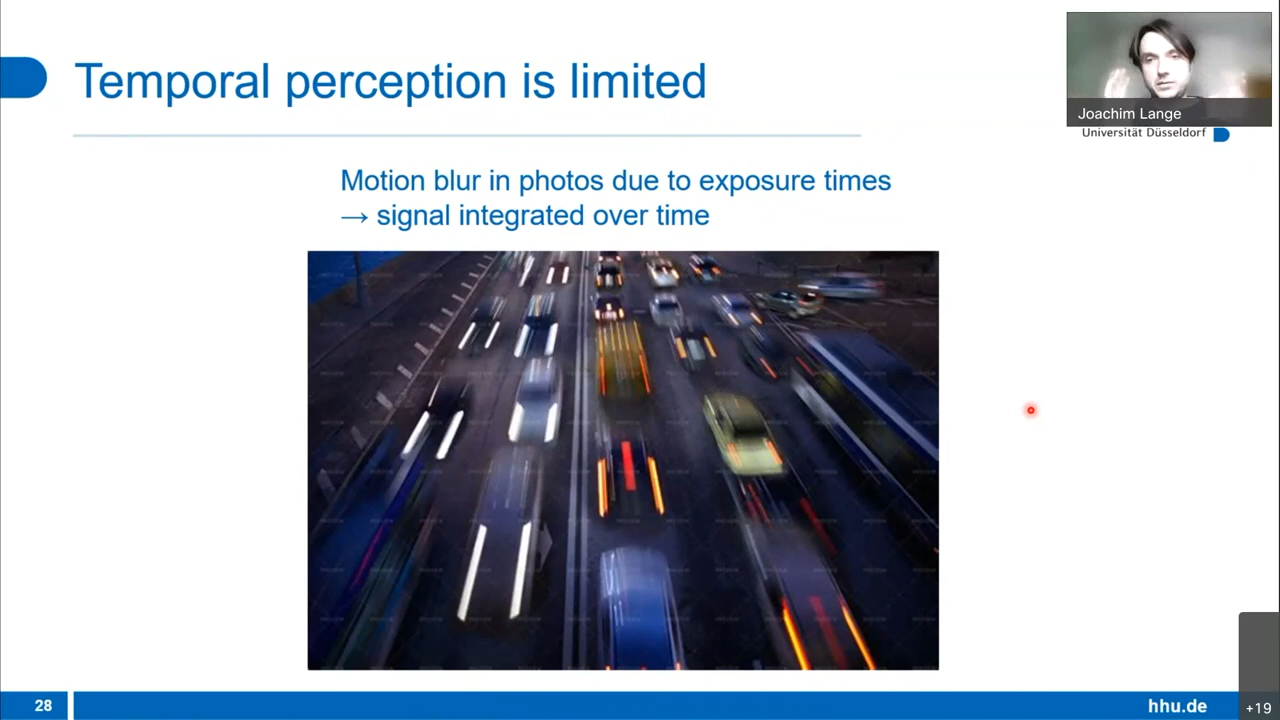 Temporal perception is limited
Joachim Lange
Universität Düsseldorf
Motion blur in photos due to exposure times
→ signal integrated over time
28
hhu.de
+19